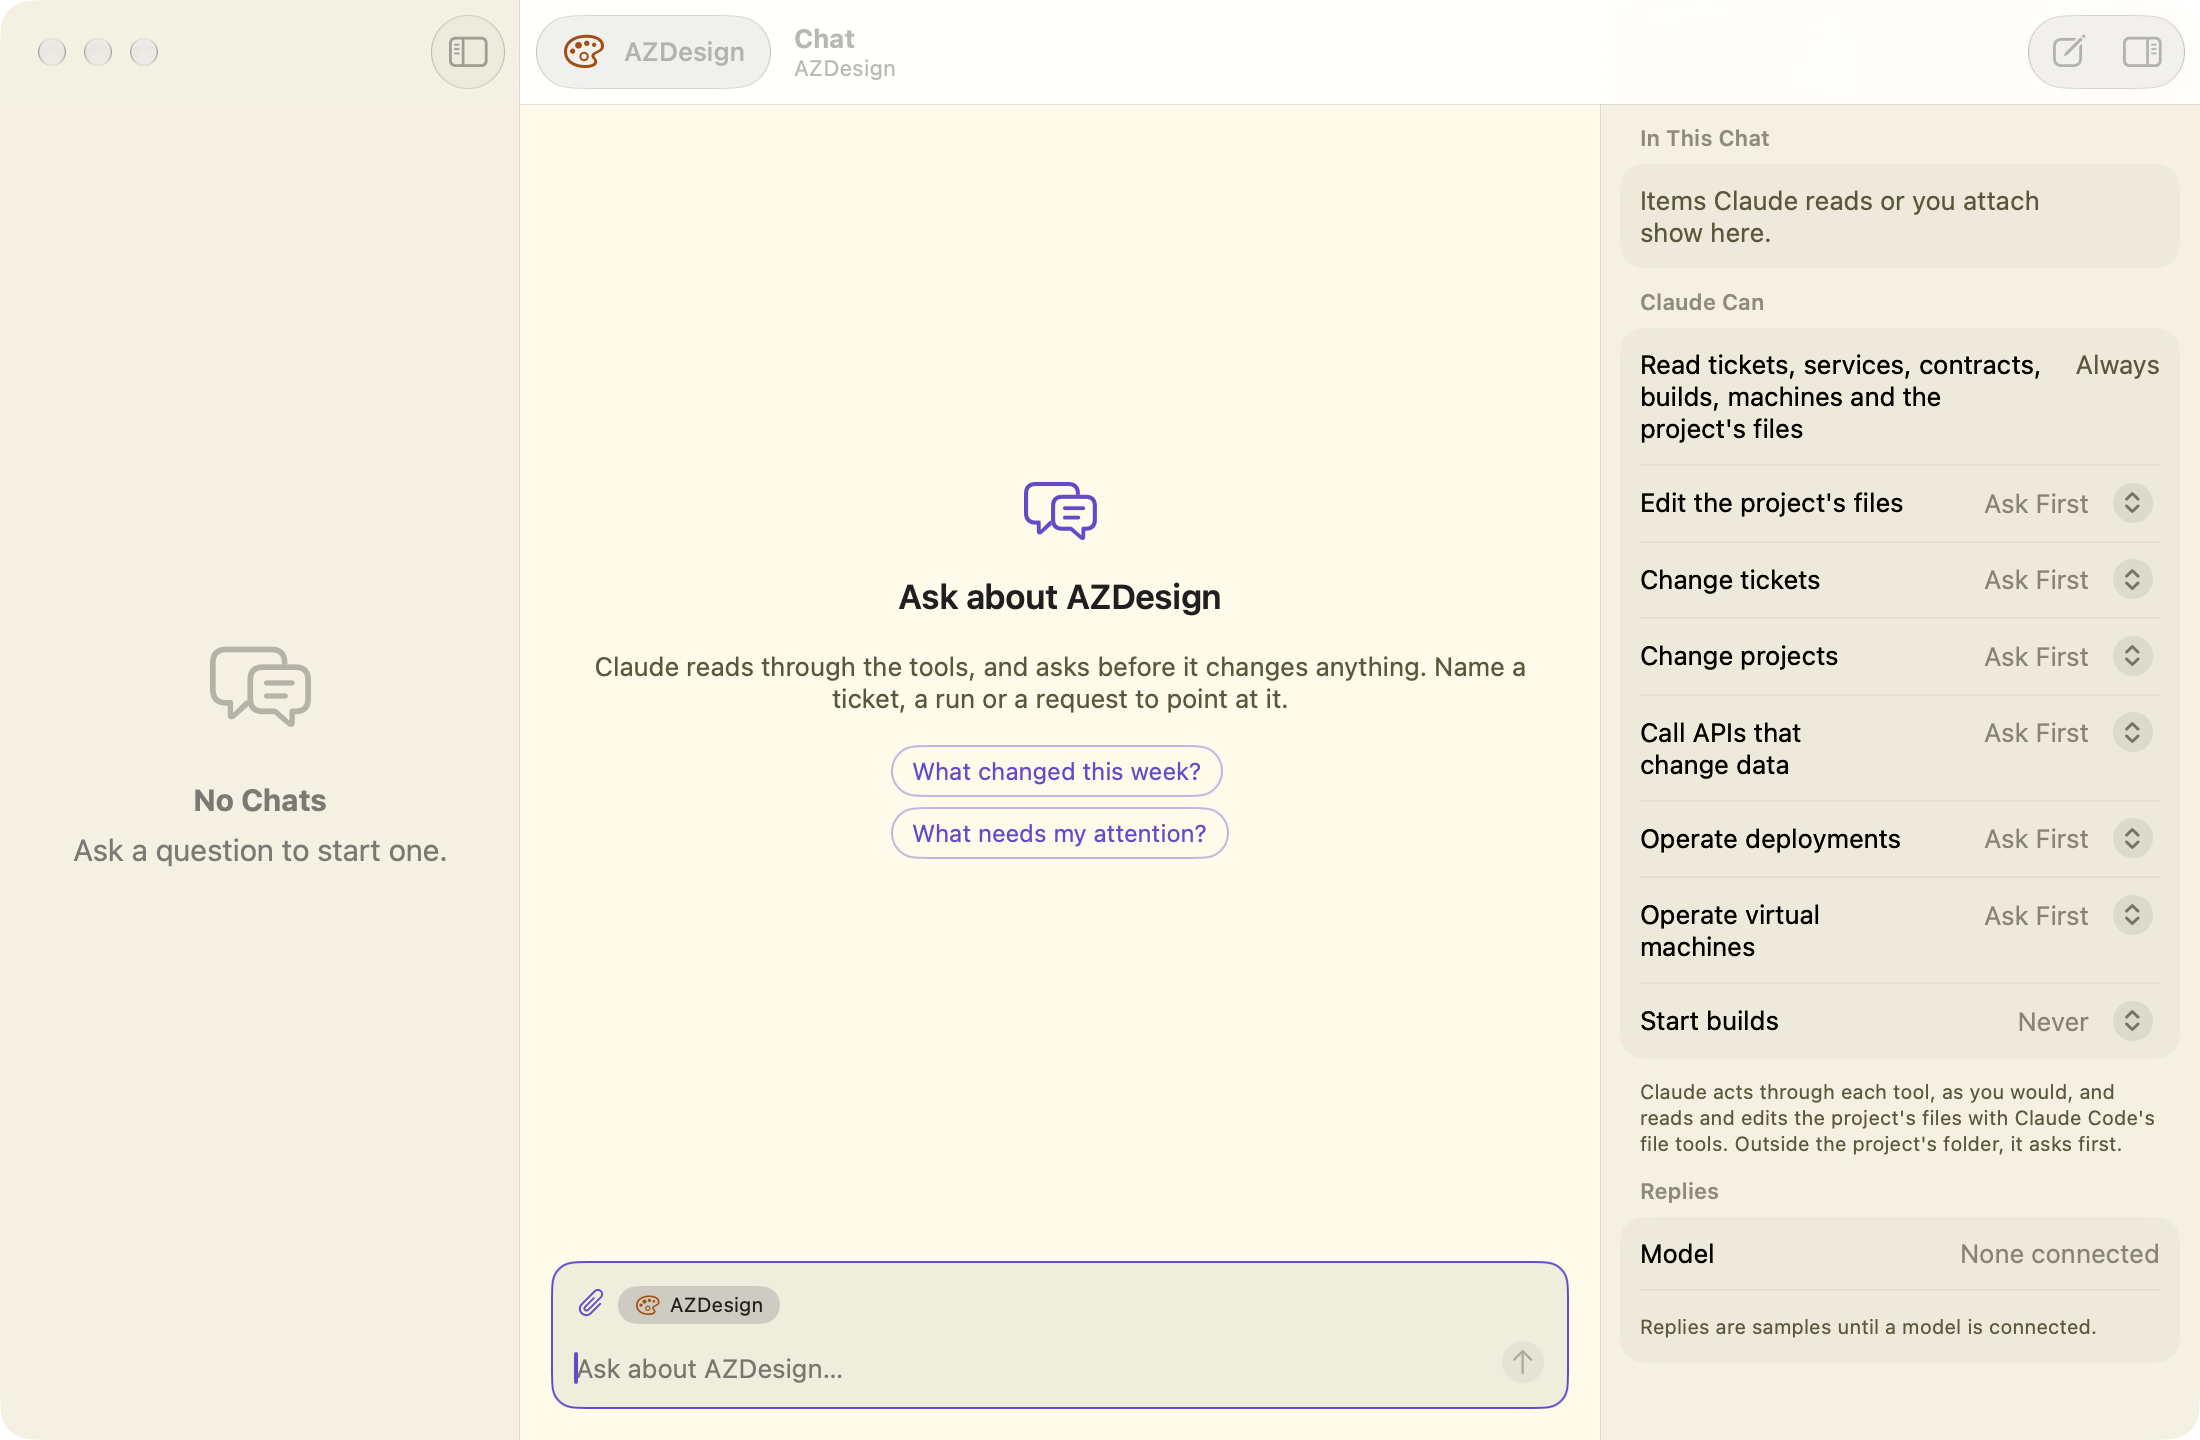 AZDesign
Chat
AZDesign
No Chats
Ask a question to start one.
Ask about AZDesign
Claude reads through the tools, and asks before it changes anything. Name a
ticket, a run or a request to point at it.
What changed this week?
What needs my attention?
AZDesign
Ask about AZDesign...
In This Chat
Items Claude reads or you attach
show here.
Claude Can
Read tickets, services, contracts, Always
builds, machines and the
project's files
Edit the project's files Ask First
Change tickets Ask First
Change projects Ask First
Call APIs that Ask First
change data
Operate deployments Ask First
Operate virtual Ask First
machines
Start builds Never
Claude acts through each tool, as you would, and
reads and edits the project's files with Claude Code's
file tools. Outside the project's folder, it asks first.
Replies
Model None connected
Replies are samples until a model is connected.